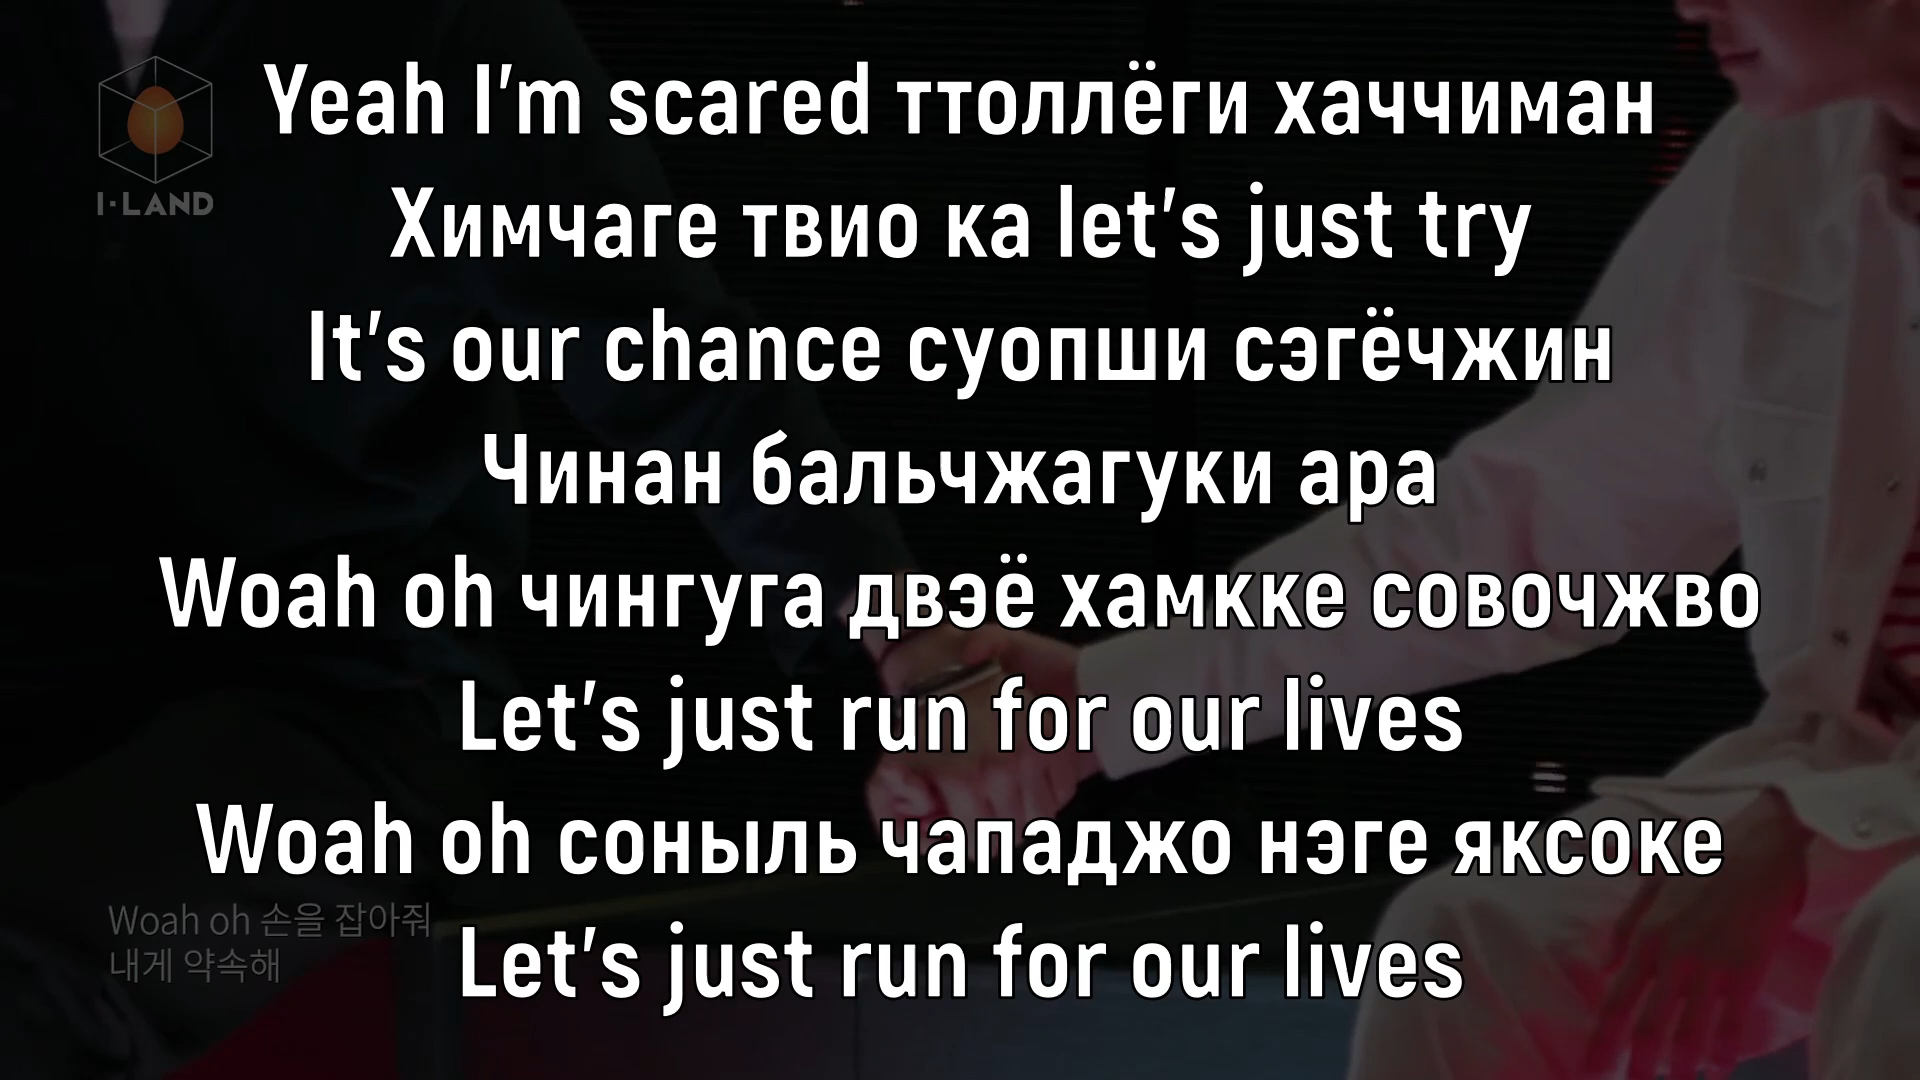 I·LAND
Yeah I'm scared ттоллёги хаччиман
Химчаге твио ка let's just try
It's our chance суопши сэгёчжин
Чинан бальчжагуки ара
Woah oh чингуга двэё хамкке совочжво
Let's just run for our lives
Woah oh соныль чападжо нэге яксоке
Let's just run for our lives
Woah oh 손을 잡아줘
내게 약속해